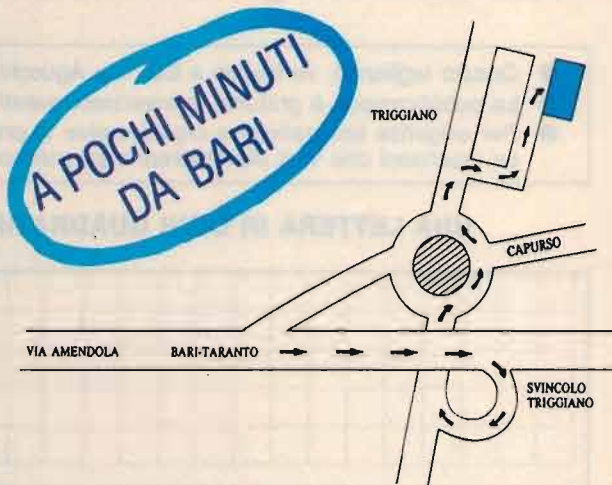 A POCHI MINUTI
DA BARI
TRIGGIANO
CAPURSO
VIA AMENDOLA
BARI-TARANTO
SVINCOLO
TRIGGIANO